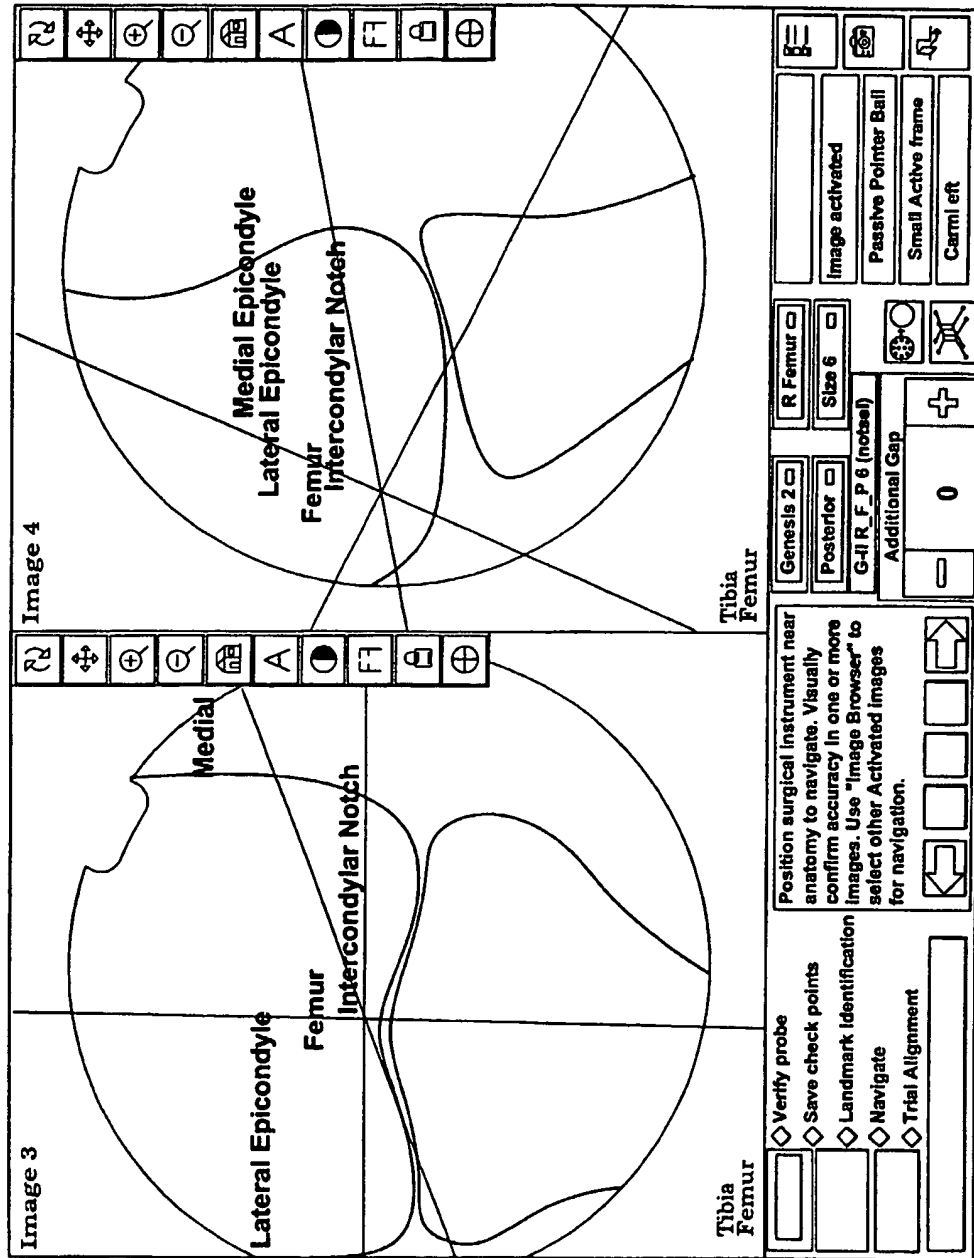 Image 3
Lateral Epicondyle
Medial
Femur
Intercondylar Notch
Tibia
Femur
A
Image 4
Medial Epicondyle
Lateral Epicondyle
Femur
Intercondylar Notch
Tibia
Femur
A
Verify probe
Save check points
Landmark Identification
Navigate
Trial Alignment
Position surgical instrument near
anatomy to navigate. Visually
confirm accuracy in one or more
images. Use "Image Browser" to
select other Activated images
for navigation.
Genesis 2
R Femur
Posterior
Size 6
G-II R_F_P 6 (notsel)
Additional Gap
0
Image activated
Passive Pointer Ball
Small Active frame